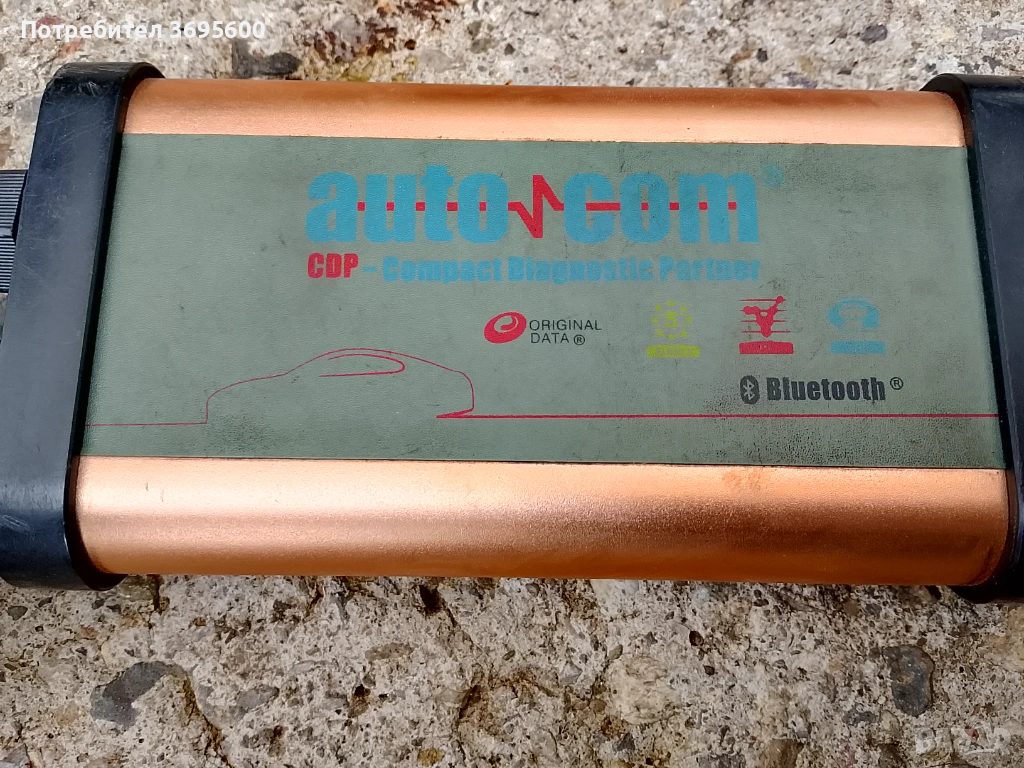 Потребител 3695600
auto com®
CDP – Compact Diagnostic Partner
ORIGINAL
DATA®
Bluetooth®